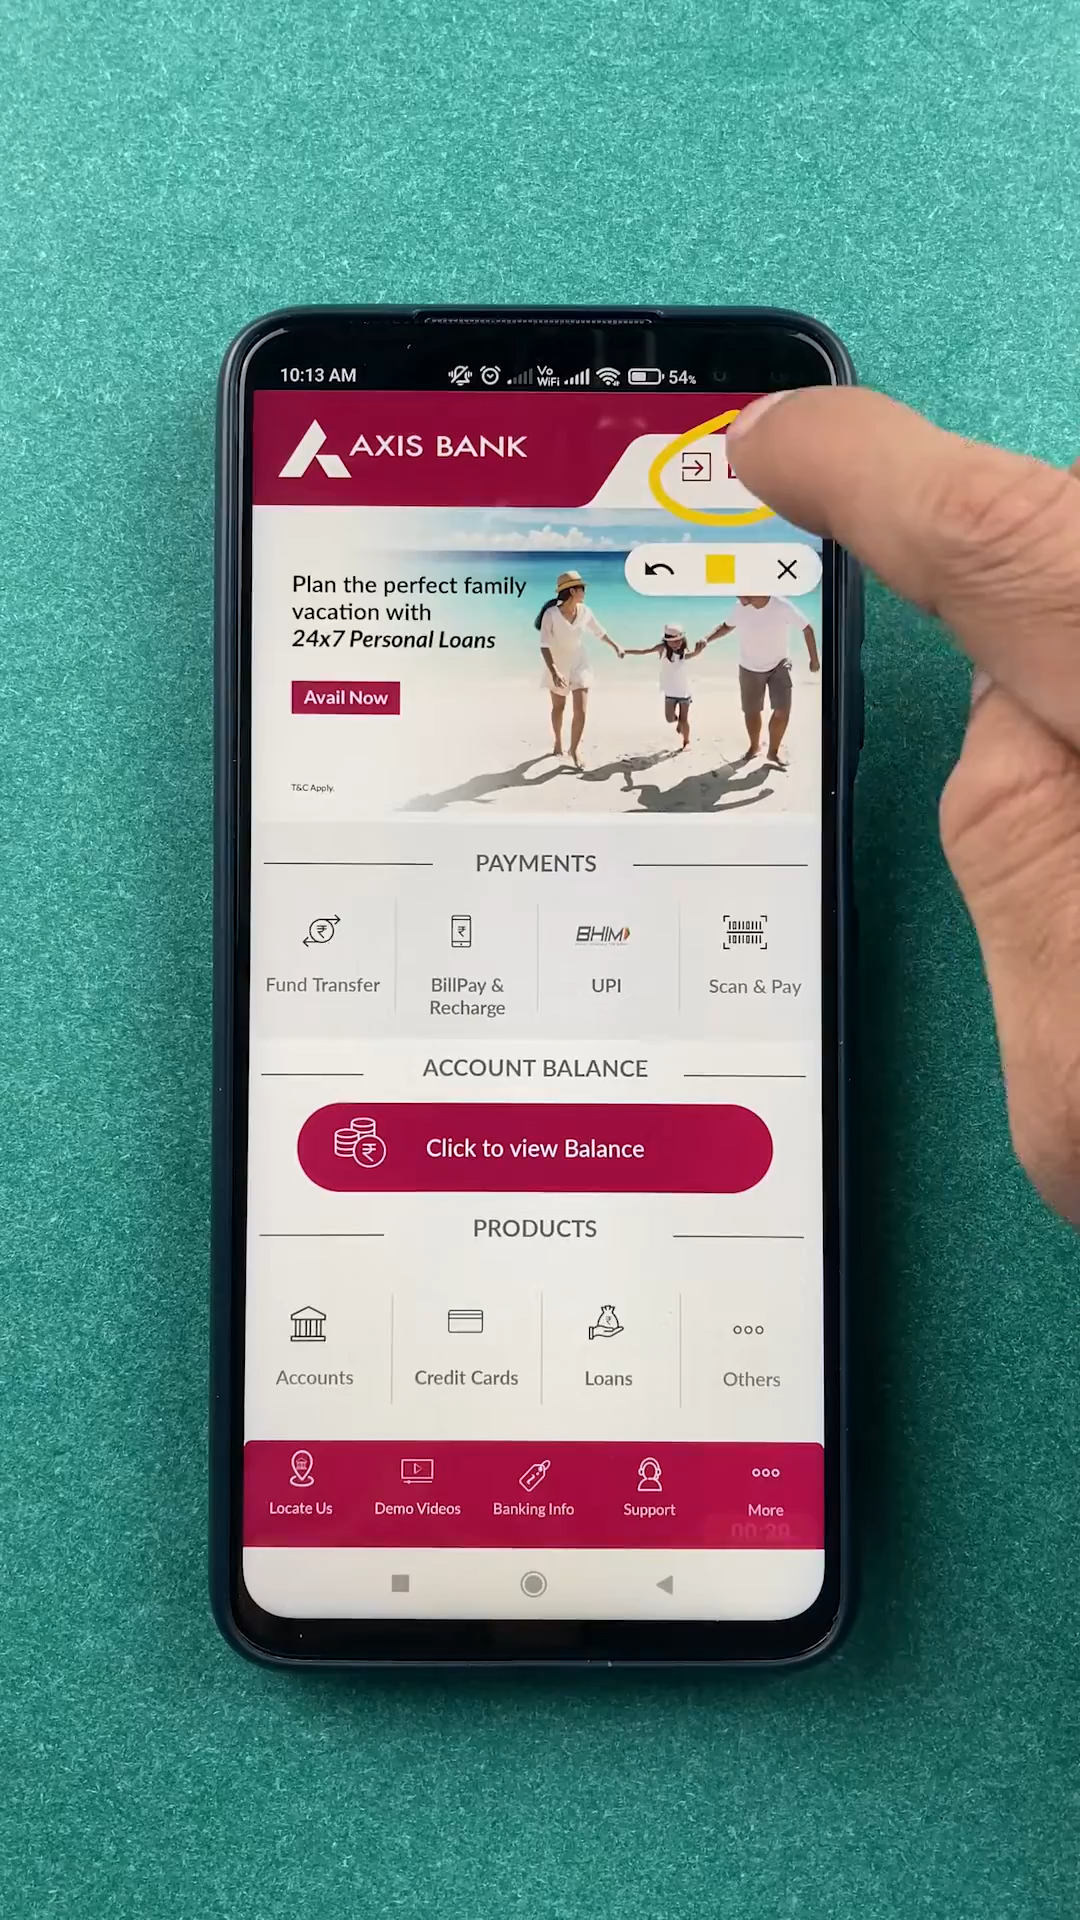 10:13 AM
Vo
WiFi
54%
AXIS BANK
Plan the perfect family
vacation with
24x7 Personal Loans
Avail Now
T&C Apply.
PAYMENTS
Fund Transfer
BillPay &
Recharge
BHIM
UPI
Scan & Pay
ACCOUNT BALANCE
Click to view Balance
PRODUCTS
Accounts
Credit Cards
Loans
Others
Locate Us
Demo Videos
Banking Info
Support
More